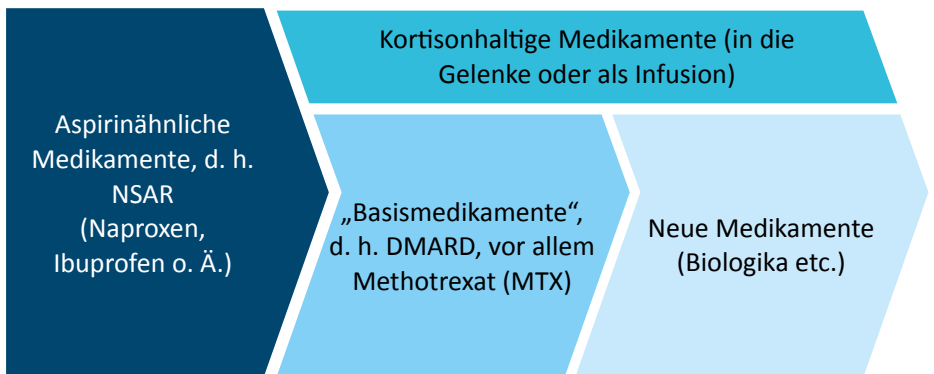 Aspirinähnliche
Medikamente, d. h.
NSAR
(Naproxen,
Ibuprofen o. Ä.)
Kortisonhaltige Medikamente (in die
Gelenke oder als Infusion)
„Basismedikamente“,
d. h. DMARD, vor allem
Methotrexat (MTX)
Neue Medikamente
(Biologika etc.)